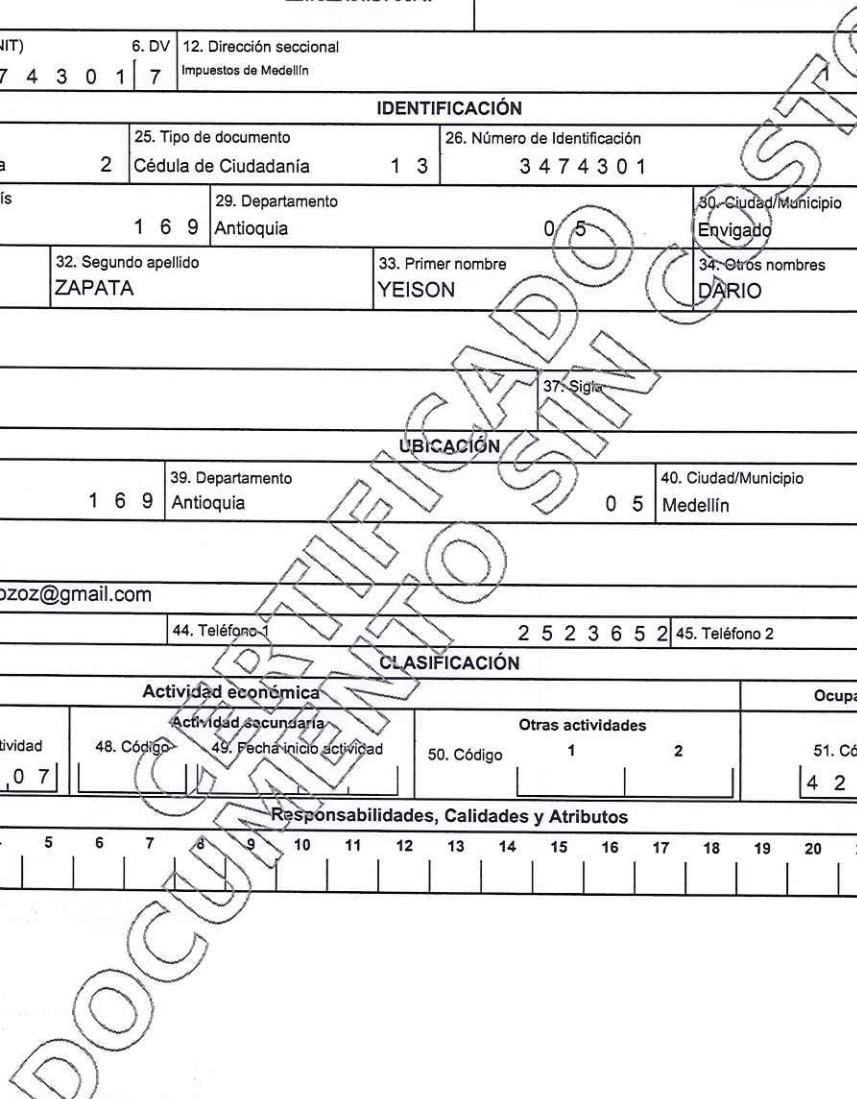 NIT) 6. DV 12. Dirección seccional
7 4 3 0 1 7 Impuestos de Medellín
IDENTIFICACIÓN
25. Tipo de documento 26. Número de Identificación
a 2 Cédula de Ciudadanía 1 3 3 4 7 4 3 0 1
ís 29. Departamento 30. Ciudad/Municipio
1 6 9 Antioquia 0 5 Envigado
32. Segundo apellido 33. Primer nombre 34. Otros nombres
ZAPATA YEISON DARIO
37. Sigla
UBICACIÓN
39. Departamento 40. Ciudad/Municipio
1 6 9 Antioquia 0 5 Medellín
ozoz@gmail.com
44. Teléfono 1 2 5 2 3 6 5 2 45. Teléfono 2
CLASIFICACIÓN
Actividad económica Ocupa
Actividad secundaria Otras actividades
tividad 48. Código 49. Fecha inicio actividad 50. Código 1 2 51. Có
0 7 4 2
Responsabilidades, Calidades y Atributos
5 6 7 8 9 10 11 12 13 14 15 16 17 18 19 20
CERTIFICADO
DOCUMENTO SIN COSTO